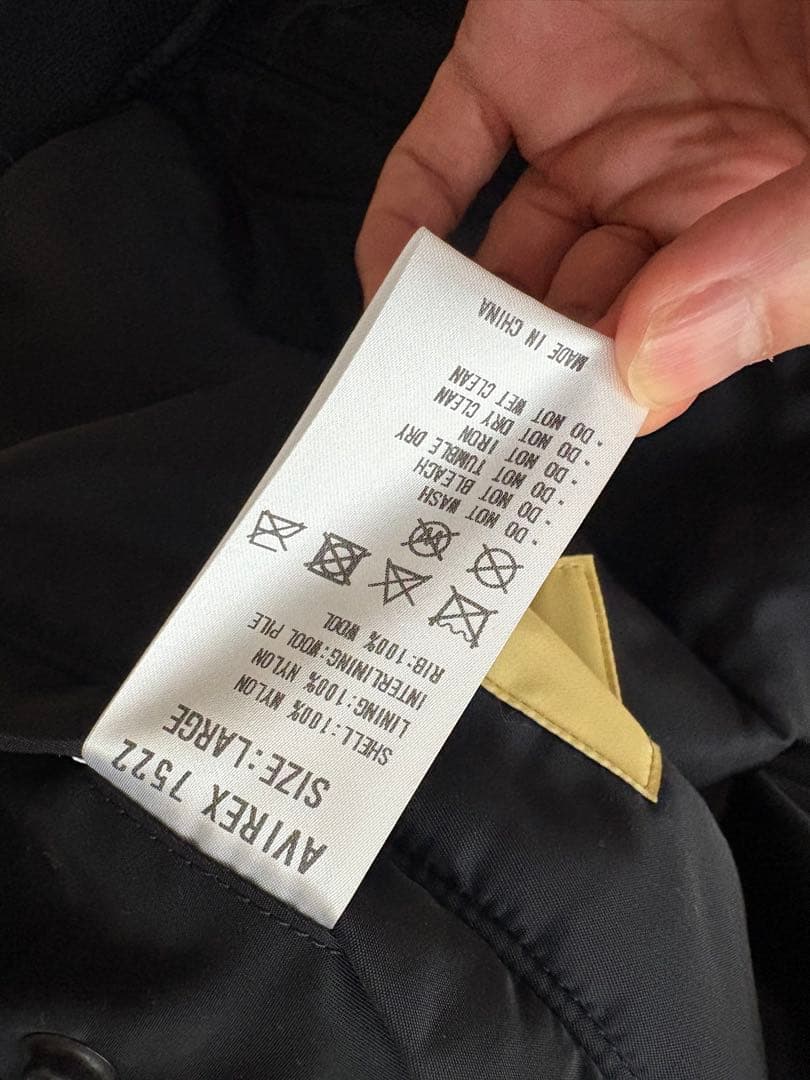 AVIREX 7522
SIZE:LARGE
SHELL:100% NYLON
LINING:100% NYLON
INTERLINING:WOOL PILE
RIB:100% WOOL
W
· DO NOT WASH
· DO NOT BLEACH
· DO NOT TUMBLE DRY
· DO NOT IRON
· DO NOT DRY CLEAN
· DO NOT WET CLEAN
MADE IN CHINA